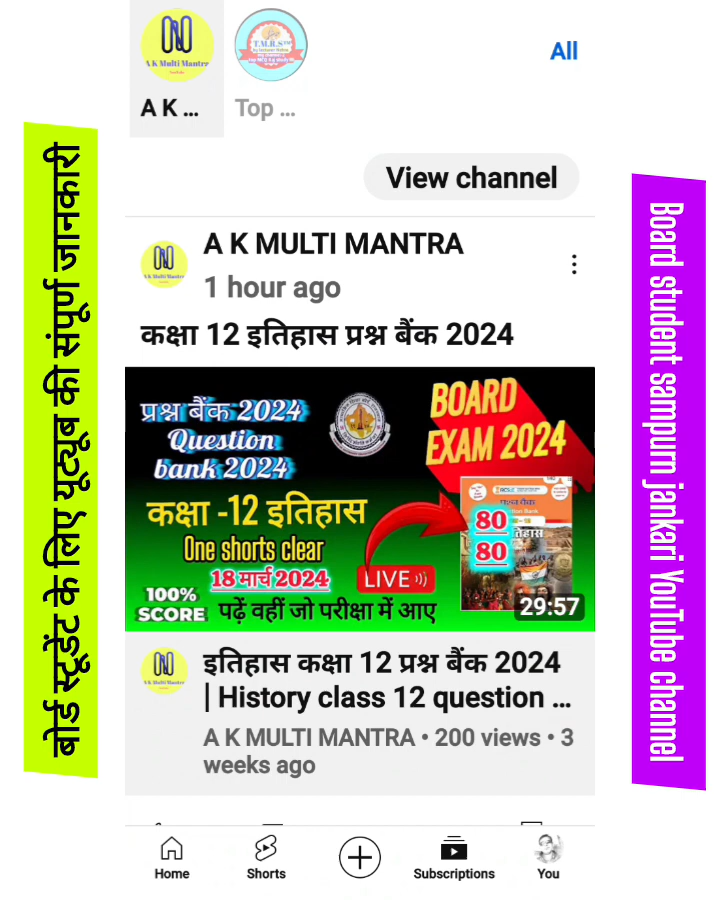 A K Multi Mantre
T.M.R.S
All
A K ...
Top ...
View channel
A K MULTI MANTRA
1 hour ago
कक्षा 12 इतिहास प्रश्न बैंक 2024
प्रश्न बैंक 2024
Question
bank 2024
BOARD
EXAM 2024
कक्षा -12 इतिहास
One shorts clear
18 मार्च 2024
LIVE
80
80
100%
SCORE
पढ़ें वहीं जो परीक्षा में आए
29:57
इतिहास कक्षा 12 प्रश्न बैंक 2024
| History class 12 question ...
A K MULTI MANTRA • 200 views • 3
weeks ago
Home
Shorts
Subscriptions
You
बोर्ड स्टूडेंट के लिए यूट्यूब की संपूर्ण जानकारी
Board student sampurn jankari YouTube channel